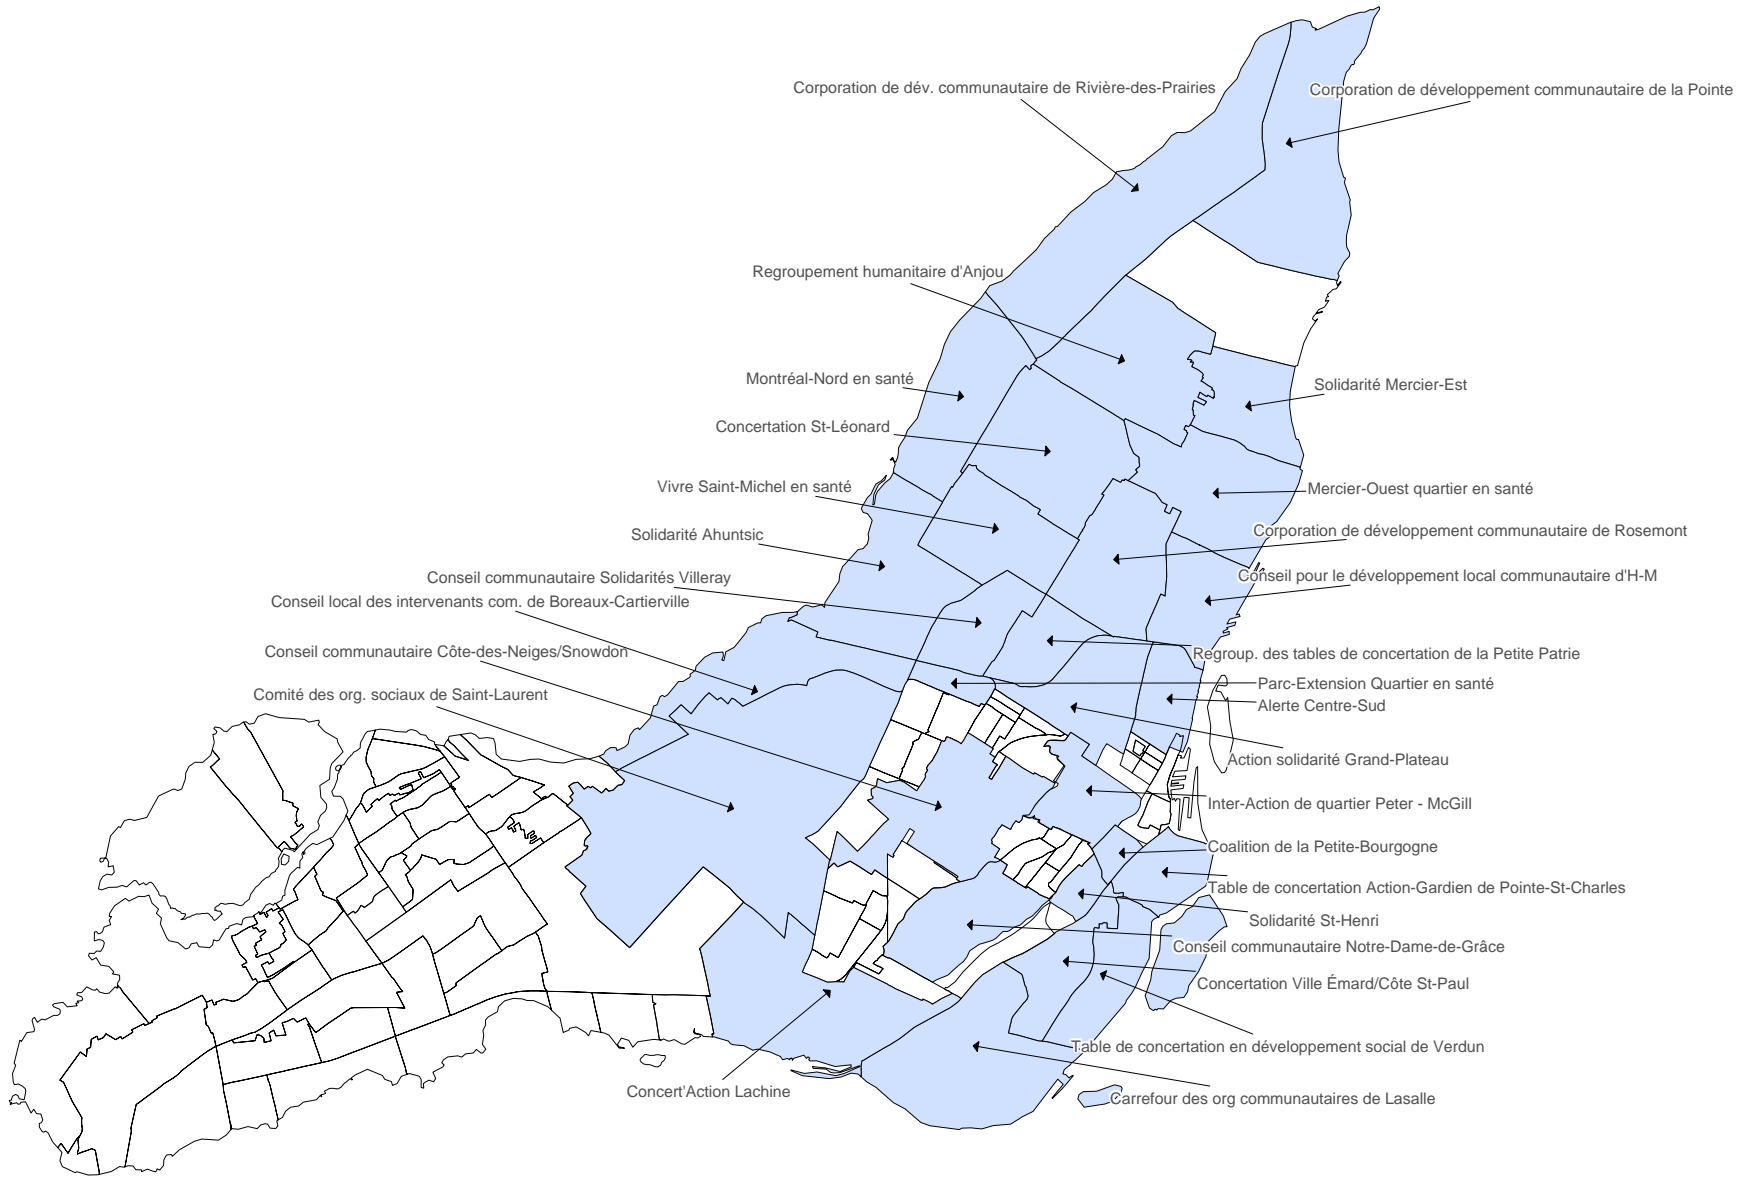 Corporation de dév. communautaire de Rivière-des-Prairies
Corporation de développement communautaire de la Pointe
Regroupement humanitaire d'Anjou
Montréal-Nord en santé
Solidarité Mercier-Est
Concertation St-Léonard
Vivre Saint-Michel en santé
Mercier-Ouest quartier en santé
Solidarité Ahuntsic
Corporation de développement communautaire de Rosemont
Conseil communautaire Solidarités Villeray
Conseil pour le développement local communautaire d'H-M
Conseil local des intervenants com. de Boreaux-Cartierville
Conseil communautaire Côte-des-Neiges/Snowdon
Regroup. des tables de concertation de la Petite Patrie
Comité des org. sociaux de Saint-Laurent
Parc-Extension Quartier en santé
Alerte Centre-Sud
Action solidarité Grand-Plateau
Inter-Action de quartier Peter - McGill
Coalition de la Petite-Bourgogne
Table de concertation Action-Gardien de Pointe-St-Charles
Solidarité St-Henri
Conseil communautaire Notre-Dame-de-Grâce
Concertation Ville Émard/Côte St-Paul
Table de concertation en développement social de Verdun
Concert'Action Lachine
Carrefour des org communautaires de Lasalle